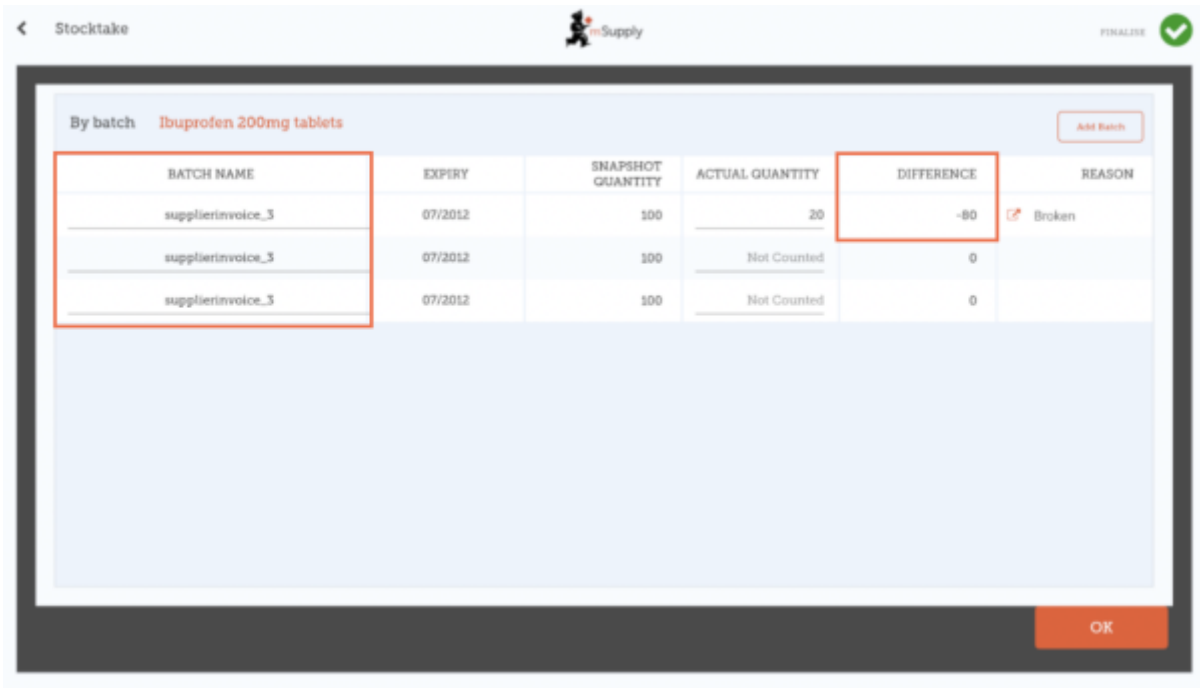 Stocktake
mSupply
FINALISE
By batch Ibuprofen 200mg tablets
Add Batch
BATCH NAME EXPIRY SNAPSHOT QUANTITY ACTUAL QUANTITY DIFFERENCE REASON
supplierinvoice_3 07/2012 100 20 -80 Broken
supplierinvoice_3 07/2012 100 Not Counted 0
supplierinvoice_3 07/2012 100 Not Counted 0
OK